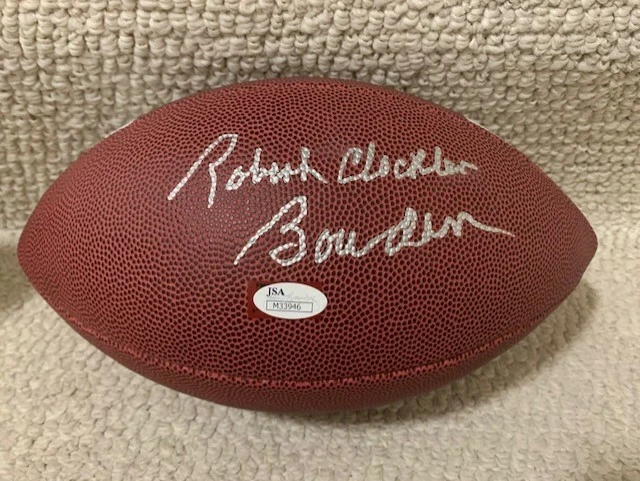 Robert Cleckler
Bowden
JSA
M33946